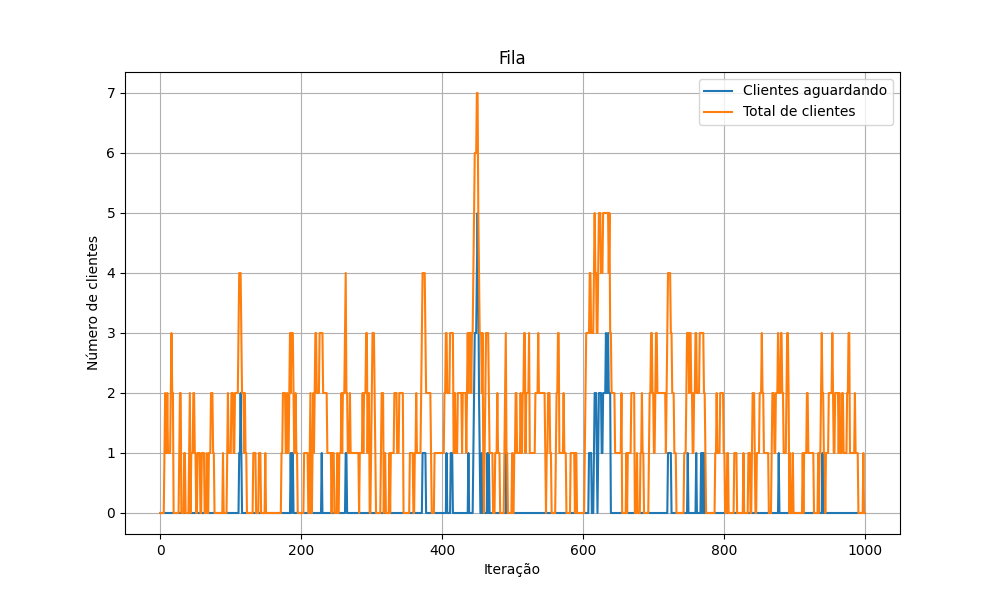 Fila
Clientes aguardando
Total de clientes
7
6
5
4
3
2
1
0
Número de clientes
0 200 400 600 800 1000
Iteração